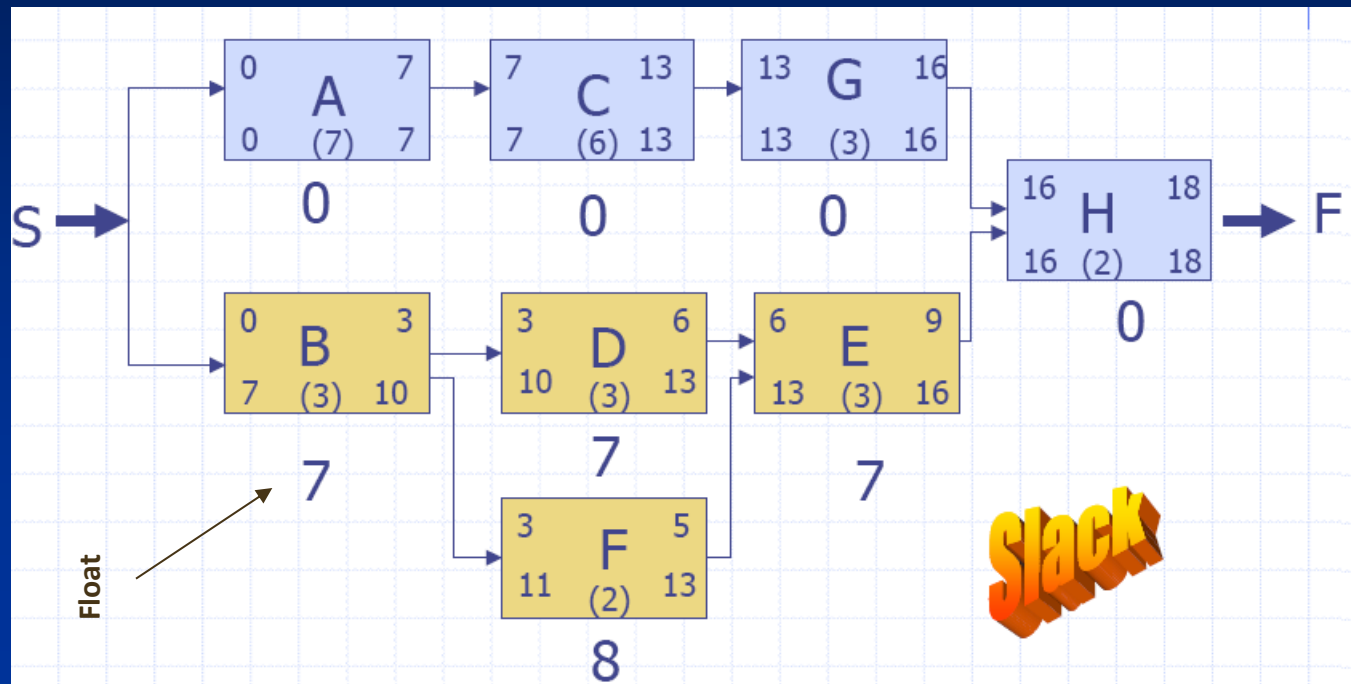 0 7
A
0 (7) 7
0
7 13
C
7 (6) 13
0
13 16
G
13 (3) 16
0
S
16 18
H
16 (2) 18
0
F
0 3
B
7 (3) 10
7
3 6
D
10 (3) 13
7
6 9
E
13 (3) 16
7
3 5
F
11 (2) 13
8
Float
Slack